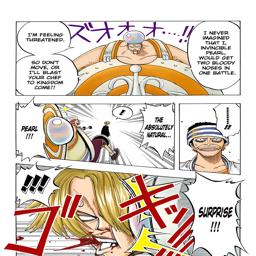 I NEVER
IMAGINED
THAT I,
INVINCIBLE
PEARL,
WOULD
GET TWO
BLOODY
NOSES IN
ONE BATTLE.
ズオオオ...!!
I'M FEELING
THREATENED.
SO DON'T
MOVE, OR
I'LL BLAST
YOUR CHEF
TO KINGDOM
COME!!
THE
ABSOLUTELY
NATURAL...
PEARL
!!!
!!!
SURPRISE
!!!